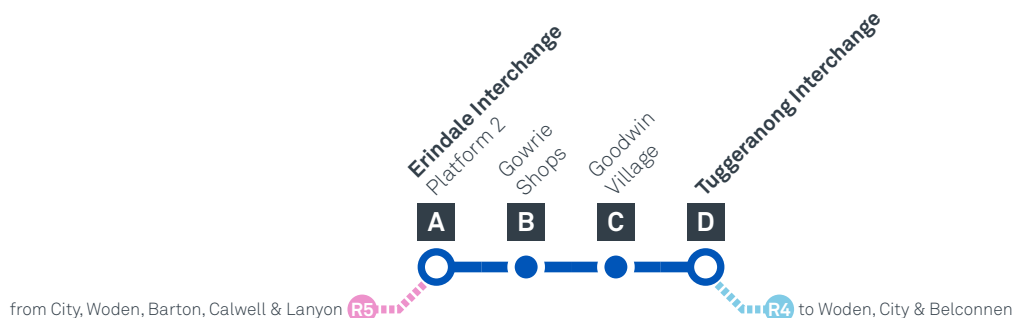 Erindale Interchange
Platform 2
Gowrie
Shops
Goodwin
Village
Tuggeranong Interchange
A
B
C
D
from City, Woden, Barton, Calwell & Lanyon R5
R4 to Woden, City & Belconnen